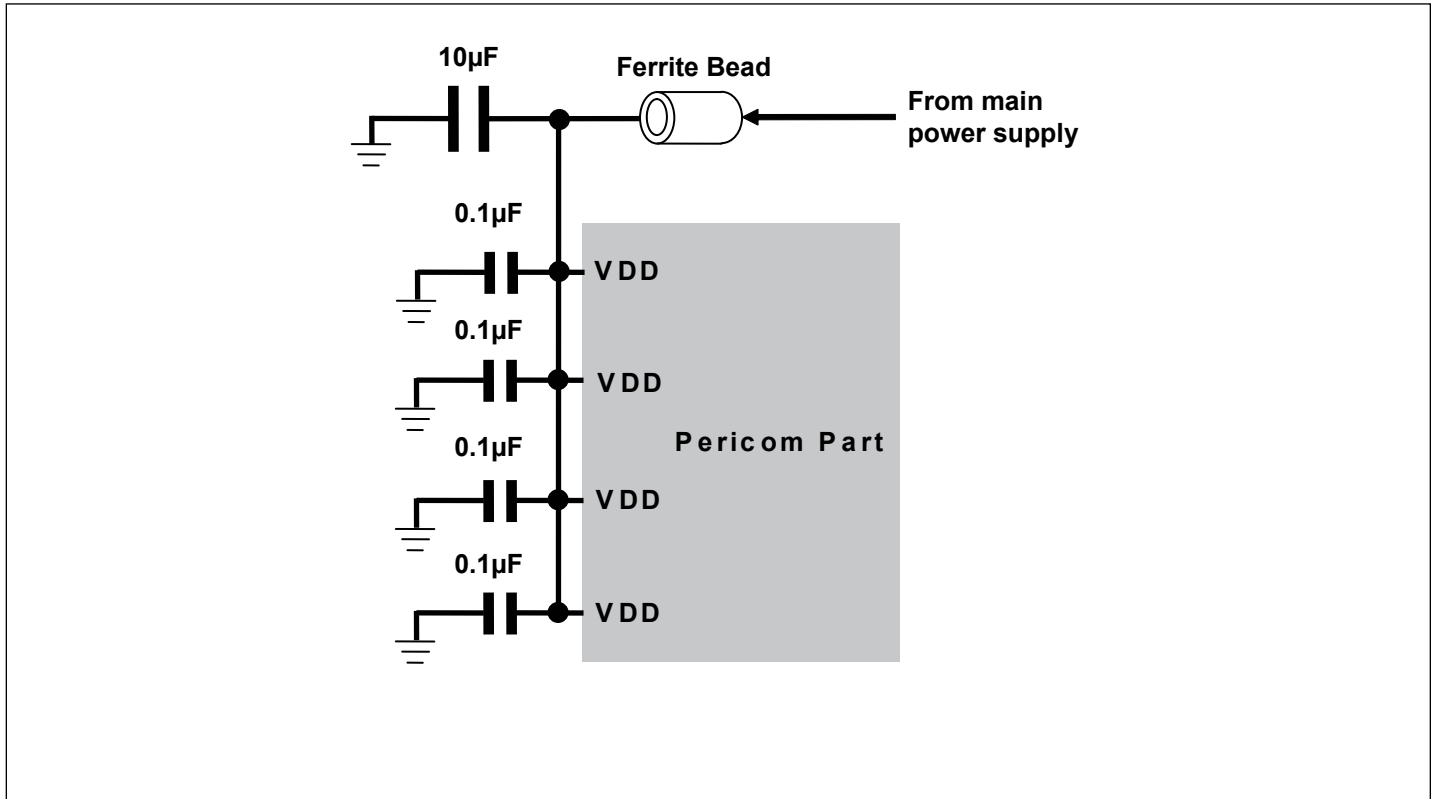 10µF
Ferrite Bead
From main
power supply
0.1µF
VDD
0.1µF
VDD
Pericom Part
0.1µF
VDD
0.1µF
VDD